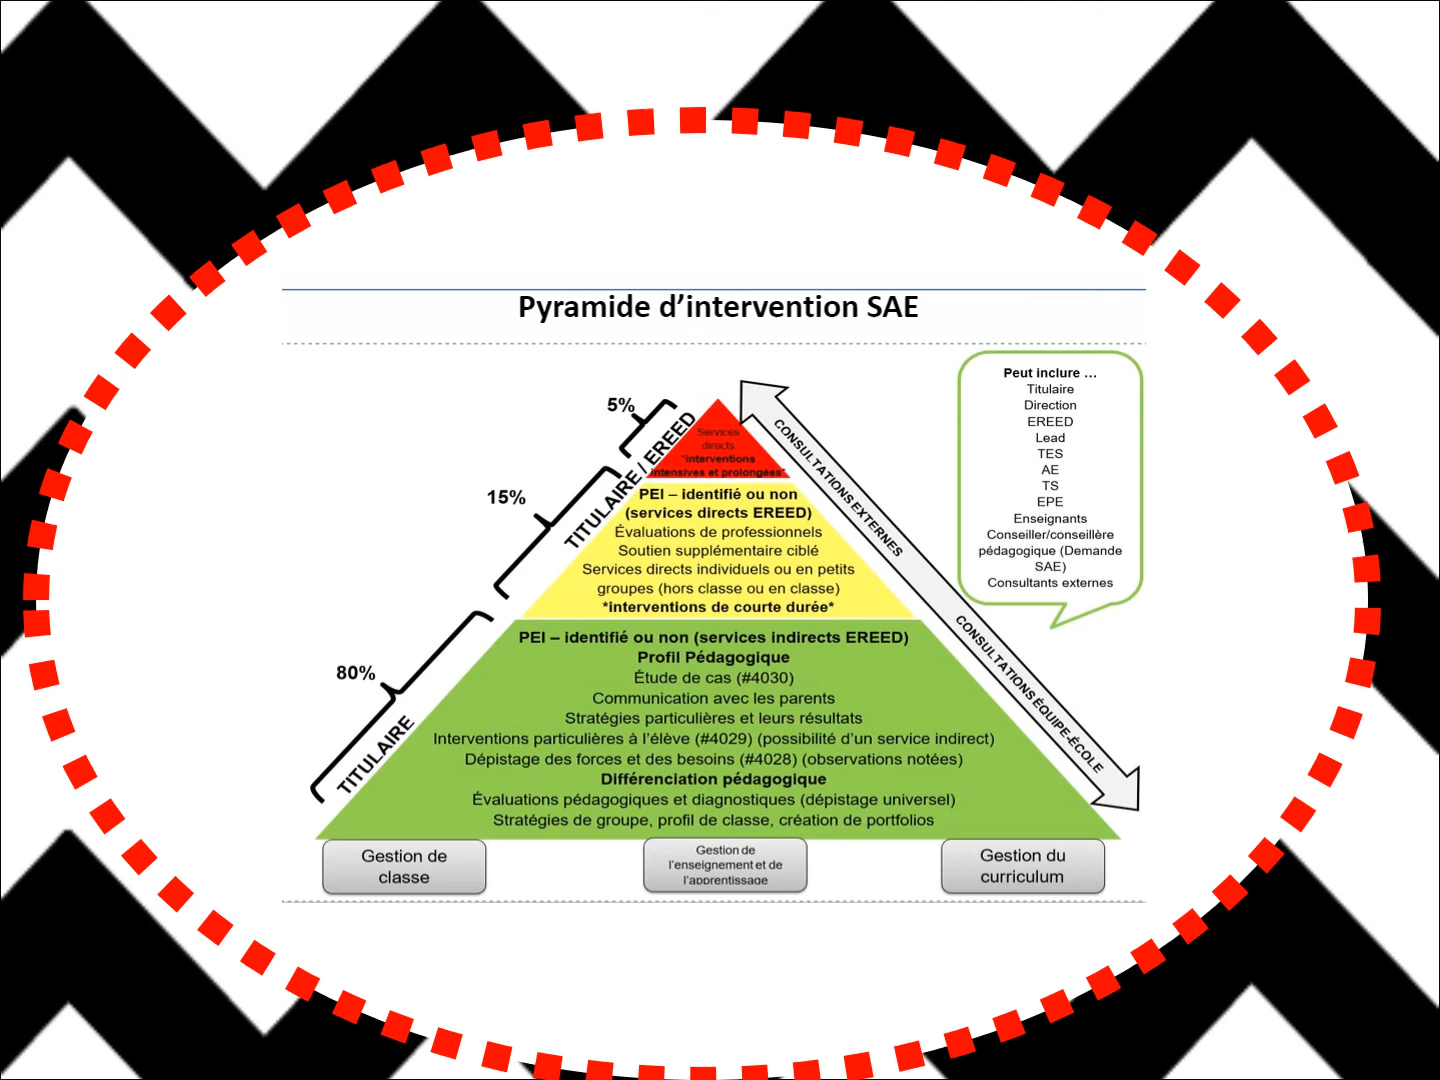 Pyramide d'intervention SAE
5%
15%
80%
TITULAIRE / EREED
TITULAIRE
Services
directs
*interventions
intensives et prolongées*
PEI – identifié ou non
(services directs EREED)
Évaluations de professionnels
Soutien supplémentaire ciblé
Services directs individuels ou en petits
groupes (hors classe ou en classe)
*interventions de courte durée*
PEI – identifié ou non (services indirects EREED)
Profil Pédagogique
Étude de cas (#4030)
Communication avec les parents
Stratégies particulières et leurs résultats
Interventions particulières à l'élève (#4029) (possibilité d'un service indirect)
Dépistage des forces et des besoins (#4028) (observations notées)
Différenciation pédagogique
Évaluations pédagogiques et diagnostiques (dépistage universel)
Stratégies de groupe, profil de classe, création de portfolios
CONSULTATIONS EXTERNES
CONSULTATIONS ÉQUIPE-ÉCOLE
Peut inclure …
Titulaire
Direction
EREED
Lead
TES
AE
TS
EPE
Enseignants
Conseiller/conseillère
pédagogique (Demande
SAE)
Consultants externes
Gestion de
classe
Gestion de
l'enseignement et de
l'apprentissage
Gestion du
curriculum